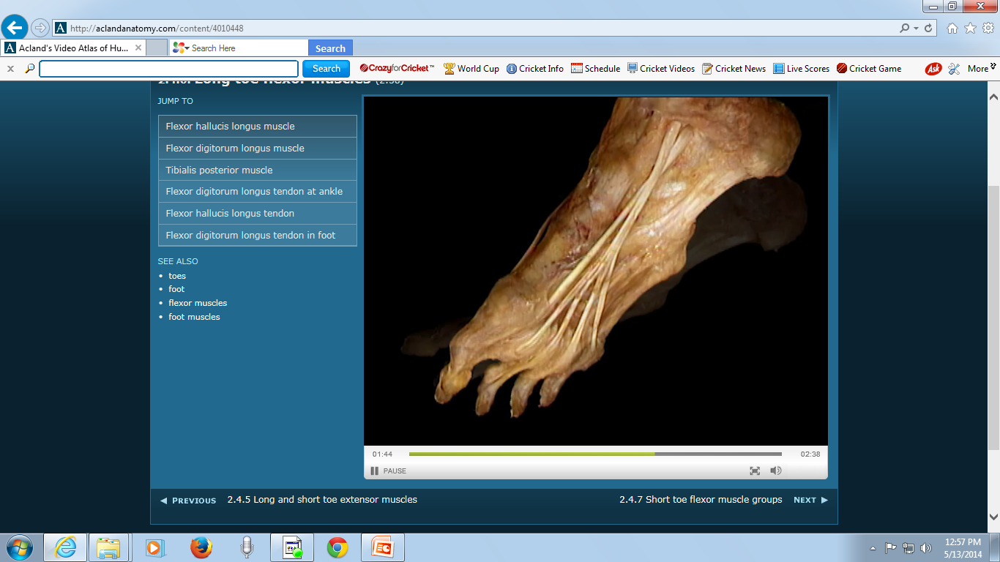 http://aclandanatomy.com/content/4010448
Acland's Video Atlas of Hu...
Search Here
Search
Search
CrazyforCricket™
World Cup
Cricket Info
Schedule
Cricket Videos
Cricket News
Live Scores
Cricket Game
Ask
More
Long toe flexor muscles (2:38)
JUMP TO
Flexor hallucis longus muscle
Flexor digitorum longus muscle
Tibialis posterior muscle
Flexor digitorum longus tendon at ankle
Flexor hallucis longus tendon
Flexor digitorum longus tendon in foot
SEE ALSO
• toes
• foot
• flexor muscles
• foot muscles
01:44
02:38
PAUSE
PREVIOUS 2.4.5 Long and short toe extensor muscles
2.4.7 Short toe flexor muscle groups NEXT
12:57 PM
5/13/2014